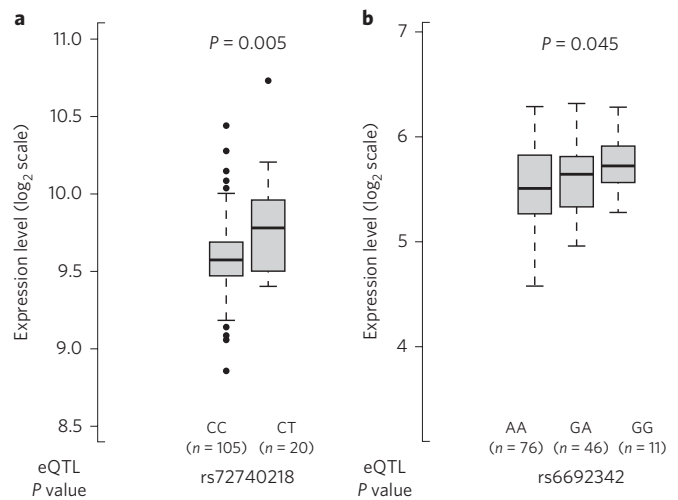 a
P = 0.005
Expression level (log2 scale)
11.0
10.5
10.0
9.5
9.0
8.5
CC CT
(n = 105) (n = 20)
eQTL
P value
rs72740218
b
P = 0.045
Expression level (log2 scale)
7
6
5
4
AA GA GG
(n = 76) (n = 46) (n = 11)
eQTL
P value
rs6692342